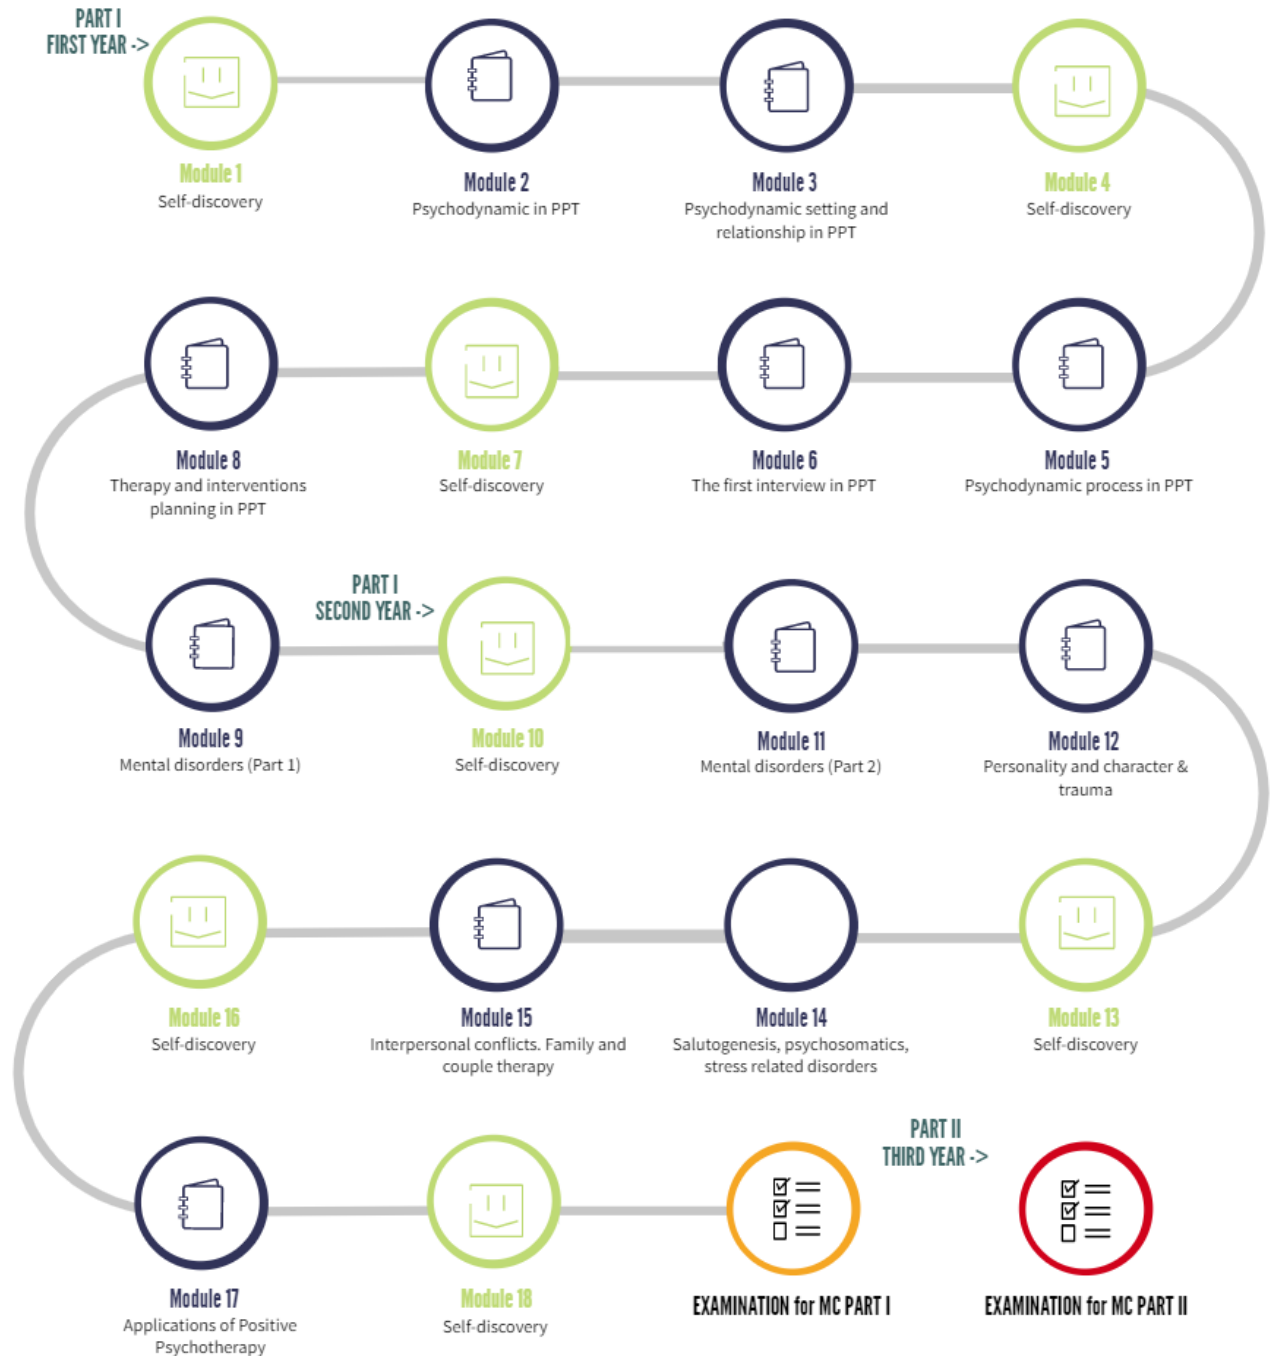 PART I
FIRST YEAR ->
Module 1
Self-discovery
Module 2
Psychodynamic in PPT
Module 3
Psychodynamic setting and
relationship in PPT
Module 4
Self-discovery
Module 8
Therapy and interventions
planning in PPT
Module 7
Self-discovery
Module 6
The first interview in PPT
Module 5
Psychodynamic process in PPT
PART I
SECOND YEAR ->
Module 9
Mental disorders (Part 1)
Module 10
Self-discovery
Module 11
Mental disorders (Part 2)
Module 12
Personality and character &
trauma
Module 16
Self-discovery
Module 15
Interpersonal conflicts. Family and
couple therapy
Module 14
Salutogenesis, psychosomatics,
stress related disorders
Module 13
Self-discovery
PART II
THIRD YEAR ->
Module 17
Applications of Positive
Psychotherapy
Module 18
Self-discovery
EXAMINATION for MC PART I
EXAMINATION for MC PART II